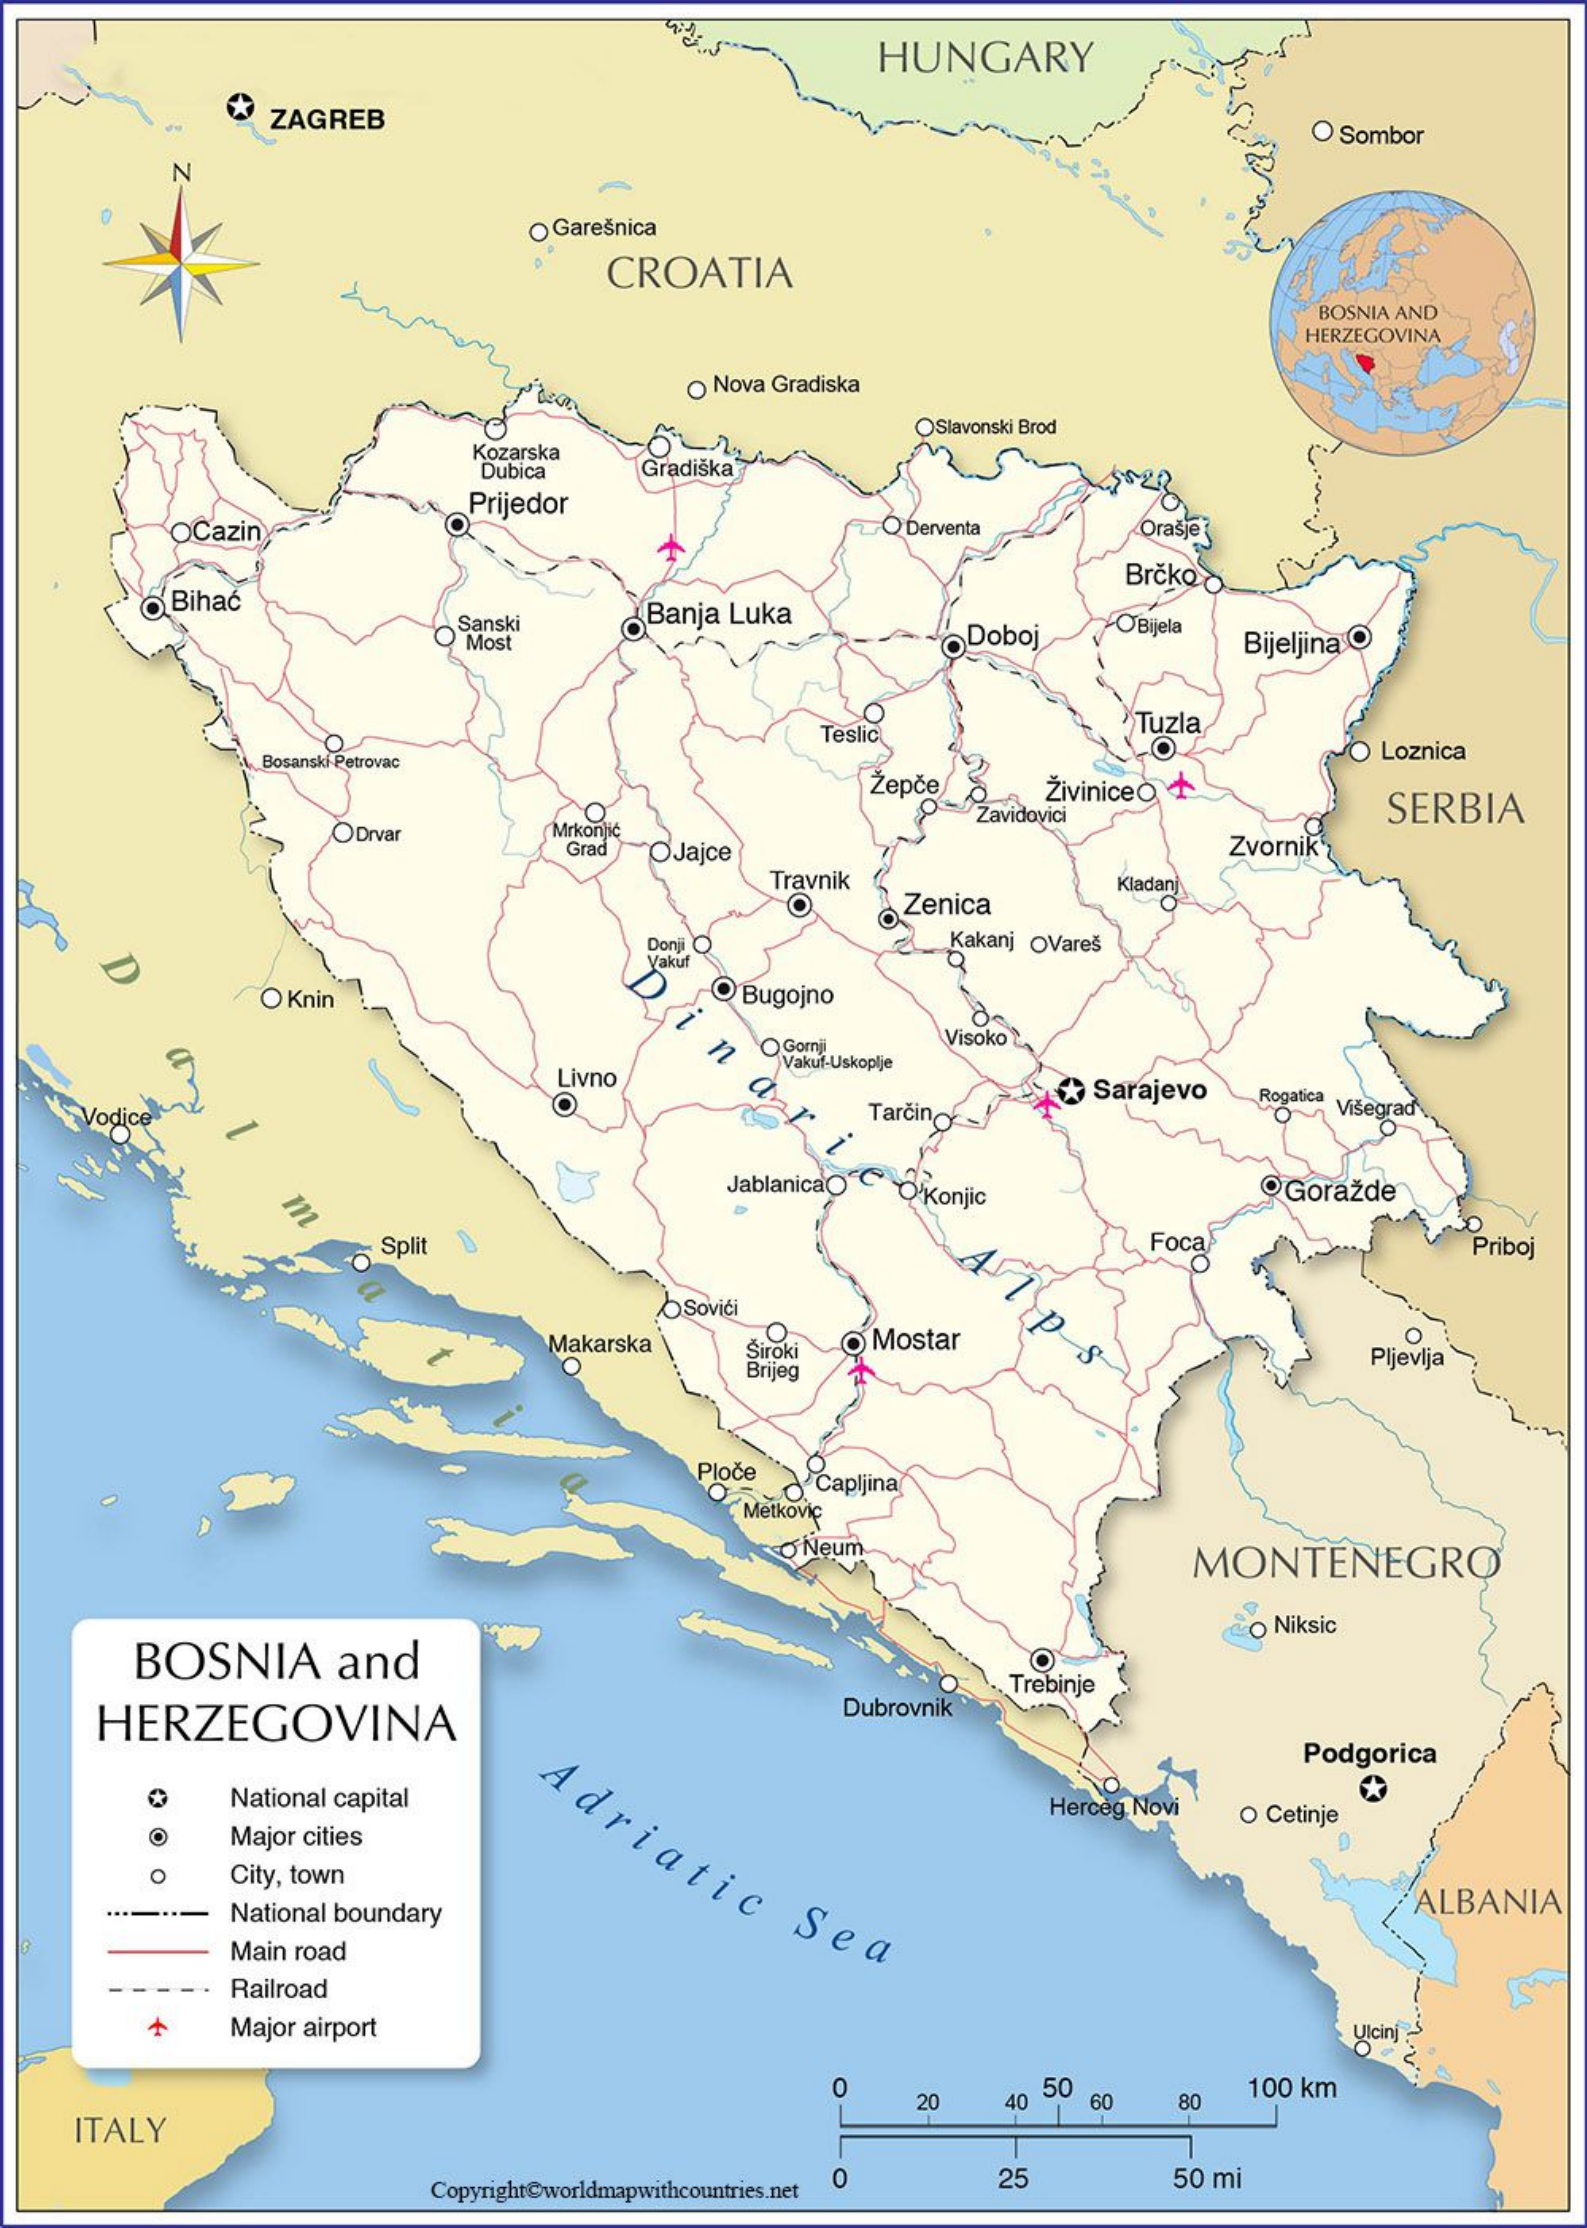 HUNGARY
ZAGREB
Sombor
N
Garešnica
CROATIA
BOSNIA AND
HERZEGOVINA
Nova Gradiska
Slavonski Brod
Kozarska
Dubica
Gradiška
Prijedor
Cazin
Derventa
Orašje
Brčko
Bihać
Banja Luka
Sanski
Most
Doboj
Bijela
Bijeljina
Teslic
Tuzla
Bosanski Petrovac
Loznica
Žepče
Živinice
Zavidovici
SERBIA
Drvar
Mrkonjić
Grad
Jajce
Zvornik
Travnik
Kladanj
Zenica
Donji
Vakuf
Kakanj
Vareš
Dalmatia
Dinaric Alps
Knin
Bugojno
Visoko
Gornji
Vakuf-Uskoplje
Livno
Sarajevo
Rogatica
Višegrad
Vodice
Tarčin
Jablanica
Konjic
Goražde
Split
Foca
Priboj
Sovići
Makarska
Široki
Brijeg
Mostar
Pljevlja
Ploče
Capljina
Metkovic
Neum
MONTENEGRO
Niksic
Trebinje
Dubrovnik
Podgorica
Herceg Novi
Cetinje
Adriatic Sea
ALBANIA
Ulcinj
BOSNIA and
HERZEGOVINA
National capital
Major cities
City, town
National boundary
Main road
Railroad
Major airport
ITALY
0 20 40 50 60 80 100 km
0 25 50 mi
Copyright©worldmapwithcountries.net